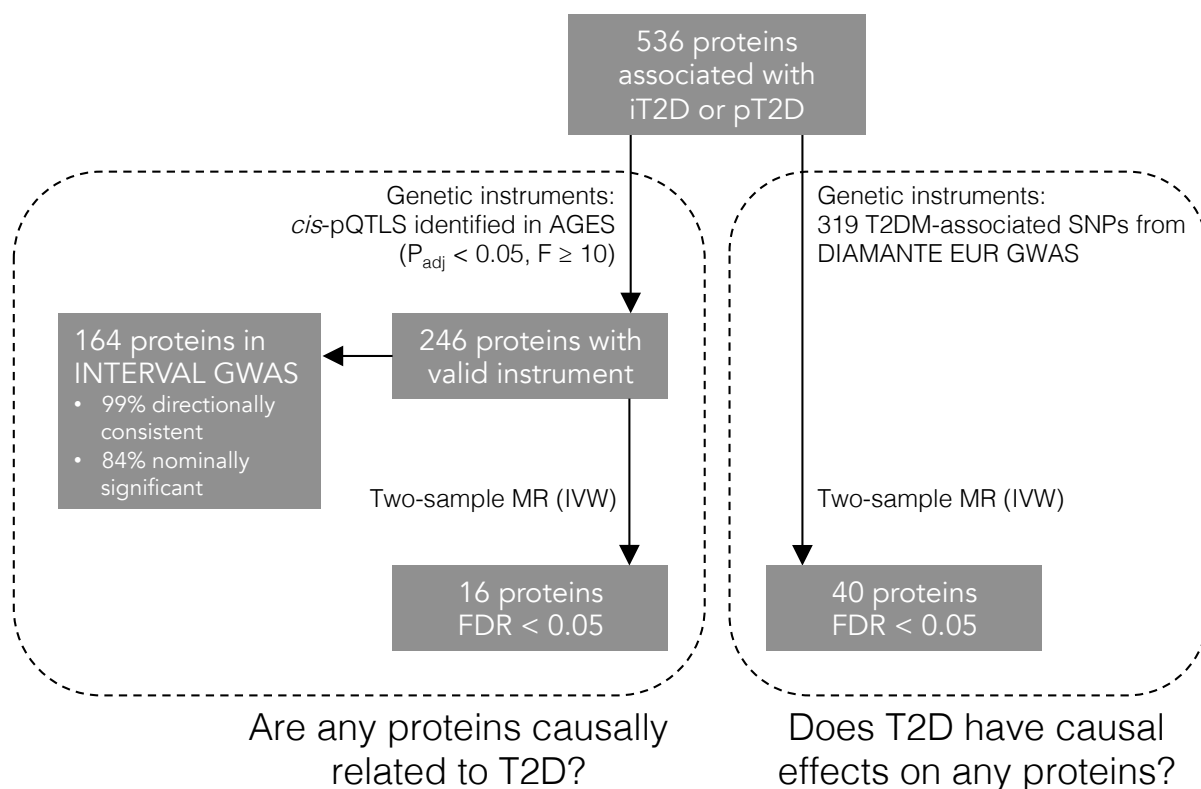 536 proteins
associated with
iT2D or pT2D
Genetic instruments:
cis-pQTLS identified in AGES
(Padj < 0.05, F ≥ 10)
Genetic instruments:
319 T2DM-associated SNPs from
DIAMANTE EUR GWAS
164 proteins in
INTERVAL GWAS
• 99% directionally
consistent
• 84% nominally
significant
246 proteins with
valid instrument
Two-sample MR (IVW)
Two-sample MR (IVW)
16 proteins
FDR < 0.05
40 proteins
FDR < 0.05
Are any proteins causally
related to T2D?
Does T2D have causal
effects on any proteins?